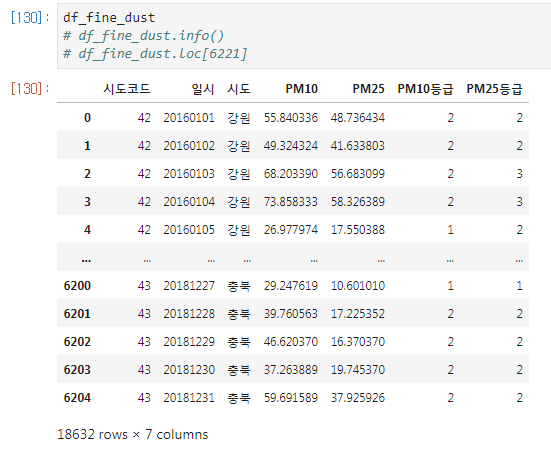 [130]: df_fine_dust
# df_fine_dust.info()
# df_fine_dust.loc[6221]
[130]: 시도코드 일시 시도 PM10 PM25 PM10등급 PM25등급
0 42 20160101 강원 55.840336 48.736434 2 2
1 42 20160102 강원 49.324324 41.633803 2 2
2 42 20160103 강원 68.203390 56.683099 2 3
3 42 20160104 강원 73.858333 58.326389 2 3
4 42 20160105 강원 26.977974 17.550388 1 2
... ... ... ... ... ... ... ...
6200 43 20181227 충북 29.247619 10.601010 1 1
6201 43 20181228 충북 39.760563 17.225352 2 2
6202 43 20181229 충북 46.620370 16.370370 2 2
6203 43 20181230 충북 37.263889 19.745370 2 2
6204 43 20181231 충북 59.691589 37.925926 2 2
18632 rows × 7 columns